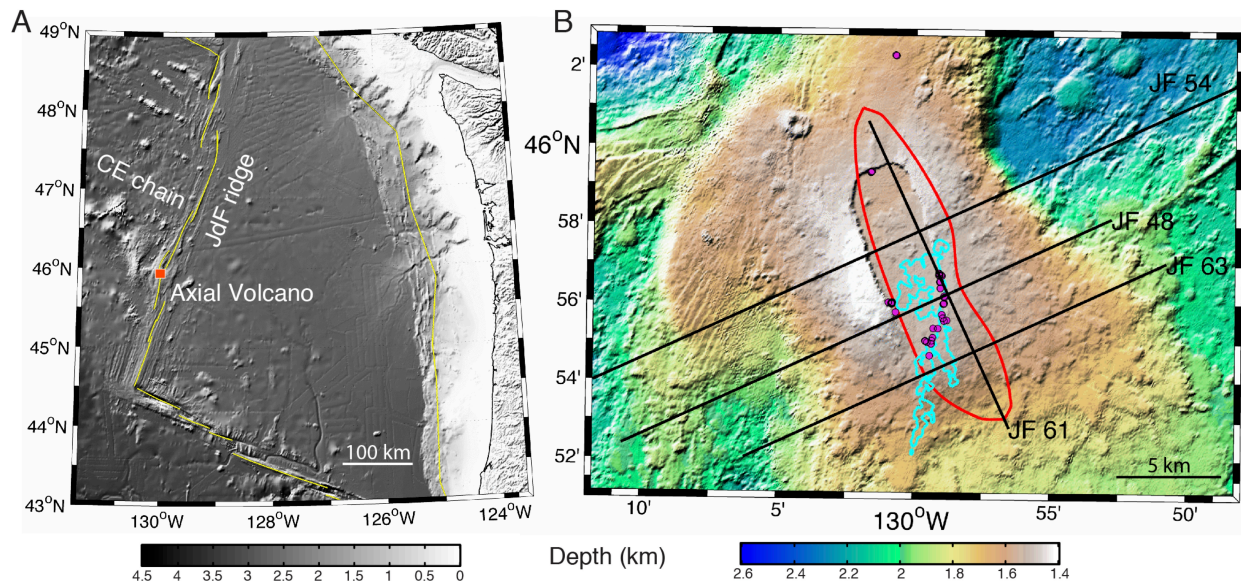 A
49°N
48°N
47°N
46°N
45°N
44°N
43°N
130°W
128°W
126°W
124°W
CE chain
JdF ridge
Axial Volcano
100 km
4.5 4 3.5 3 2.5 2 1.5 1 0.5 0
B
2'
46°N
58'
56'
54'
52'
10'
5'
130°W
55'
50'
JF 54
JF 48
JF 63
JF 61
5 km
Depth (km)
2.6 2.4 2.2 2 1.8 1.6 1.4